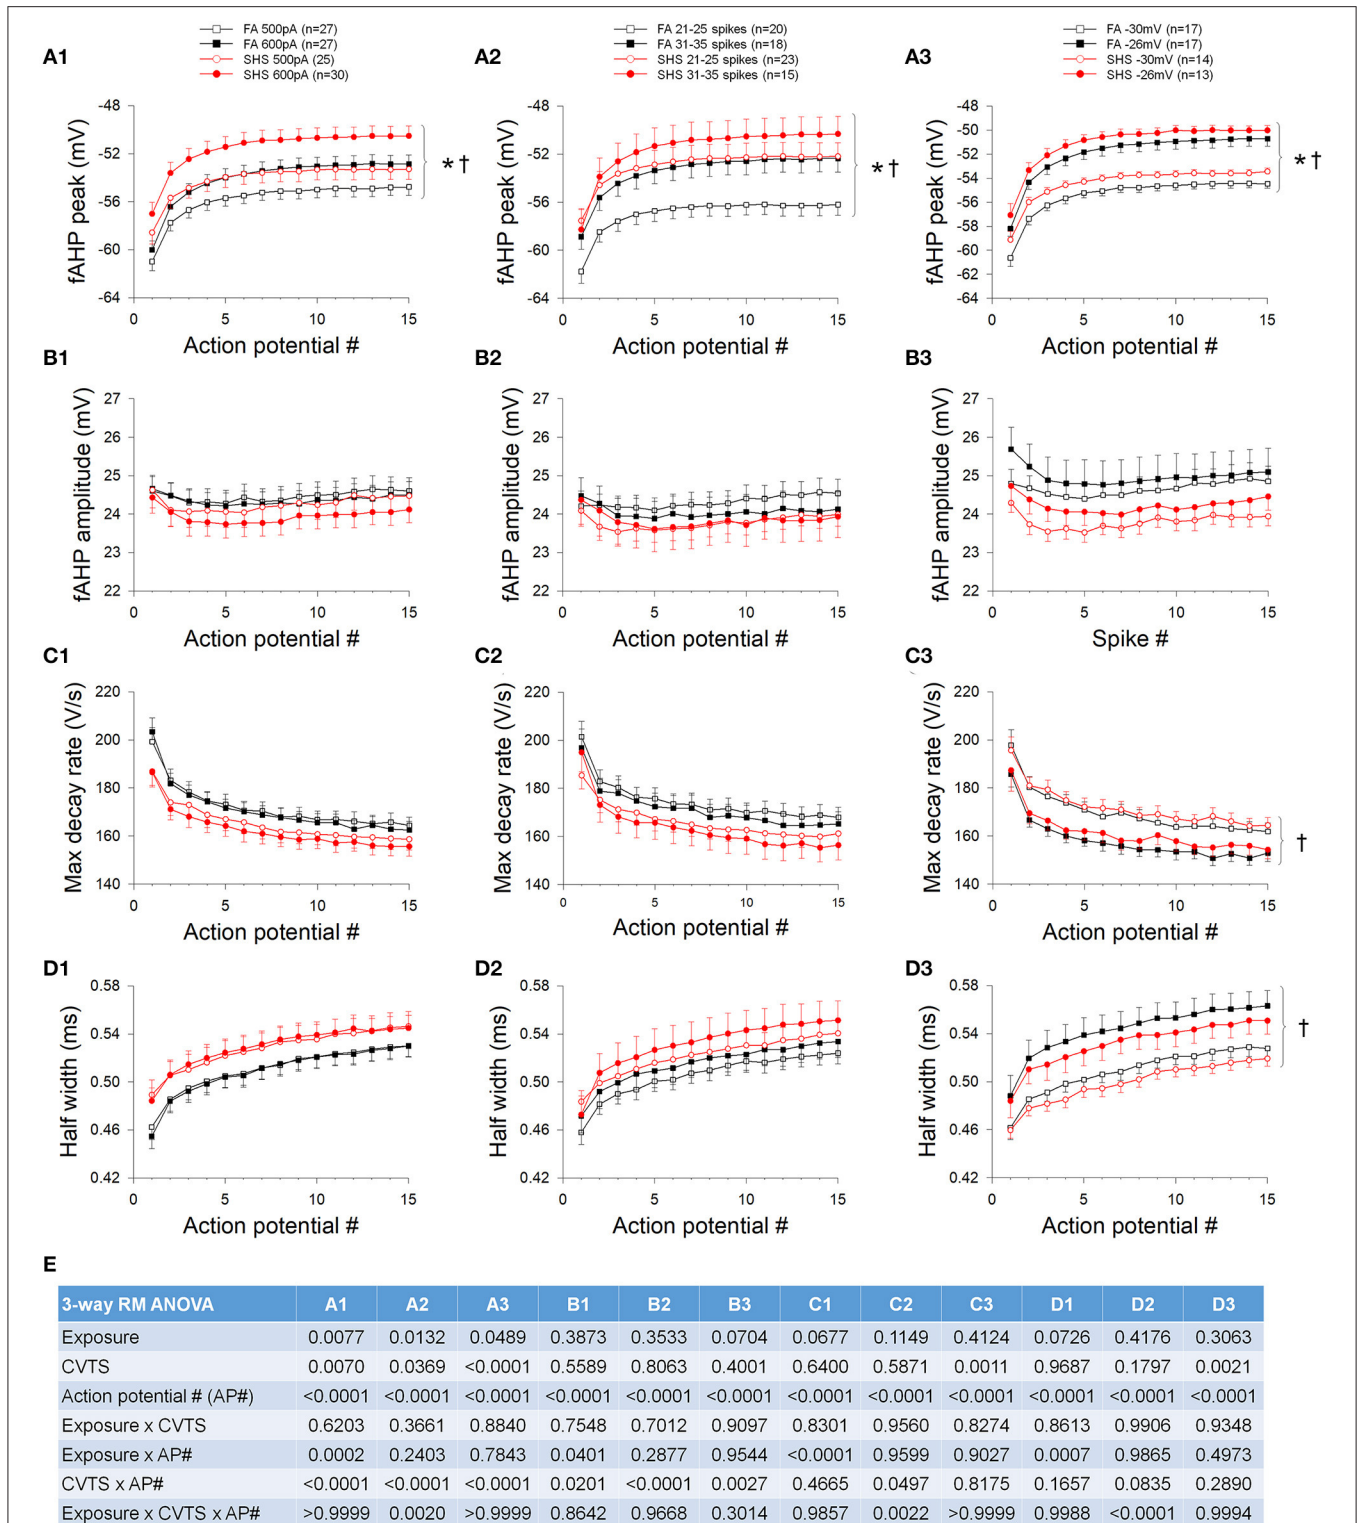 A1
FA 500pA (n=27)
FA 600pA (n=27)
SHS 500pA (25)
SHS 600pA (n=30)
A2
FA 21-25 spikes (n=20)
FA 31-35 spikes (n=18)
SHS 21-25 spikes (n=23)
SHS 31-35 spikes (n=15)
A3
FA -30mV (n=17)
FA -26mV (n=17)
SHS -30mV (n=14)
SHS -26mV (n=13)
fAHP peak (mV)
-48
-52
-56
-60
-64
0 5 10 15
Action potential #
* †
fAHP peak (mV)
-48
-52
-56
-60
-64
0 5 10 15
Action potential #
* †
fAHP peak (mV)
-48
-50
-52
-54
-56
-58
-60
-62
-64
0 5 10 15
Action potential #
* †
B1
fAHP amplitude (mV)
27
26
25
24
23
22
0 5 10 15
Action potential #
B2
fAHP amplitude (mV)
27
26
25
24
23
22
0 5 10 15
Action potential #
B3
fAHP amplitude (mV)
27
26
25
24
23
22
0 5 10 15
Spike #
C1
Max decay rate (V/s)
220
200
180
160
140
0 5 10 15
Action potential #
C2
Max decay rate (V/s)
220
200
180
160
140
0 5 10 15
Action potential #
C3
Max decay rate (V/s)
220
200
180
160
140
0 5 10 15
Action potential #
†
D1
Half width (ms)
0.58
0.54
0.50
0.46
0.42
0 5 10 15
Action potential #
D2
Half width (ms)
0.58
0.54
0.50
0.46
0.42
0 5 10 15
Action potential #
D3
Half width (ms)
0.58
0.54
0.50
0.46
0.42
0 5 10 15
Action potential #
†
E
3-way RM ANOVA A1 A2 A3 B1 B2 B3 C1 C2 C3 D1 D2 D3
Exposure 0.0077 0.0132 0.0489 0.3873 0.3533 0.0704 0.0677 0.1149 0.4124 0.0726 0.4176 0.3063
CVTS 0.0070 0.0369 <0.0001 0.5589 0.8063 0.4001 0.6400 0.5871 0.0011 0.9687 0.1797 0.0021
Action potential # (AP#) <0.0001 <0.0001 <0.0001 <0.0001 <0.0001 <0.0001 <0.0001 <0.0001 <0.0001 <0.0001 <0.0001 <0.0001
Exposure x CVTS 0.6203 0.3661 0.8840 0.7548 0.7012 0.9097 0.8301 0.9560 0.8274 0.8613 0.9906 0.9348
Exposure x AP# 0.0002 0.2403 0.7843 0.0401 0.2877 0.9544 <0.0001 0.9599 0.9027 0.0007 0.9865 0.4973
CVTS x AP# <0.0001 <0.0001 <0.0001 0.0201 <0.0001 0.0027 0.4665 0.0497 0.8175 0.1657 0.0835 0.2890
Exposure x CVTS x AP# >0.9999 0.0020 >0.9999 0.8642 0.9668 0.3014 0.9857 0.0022 >0.9999 0.9988 <0.0001 0.9994